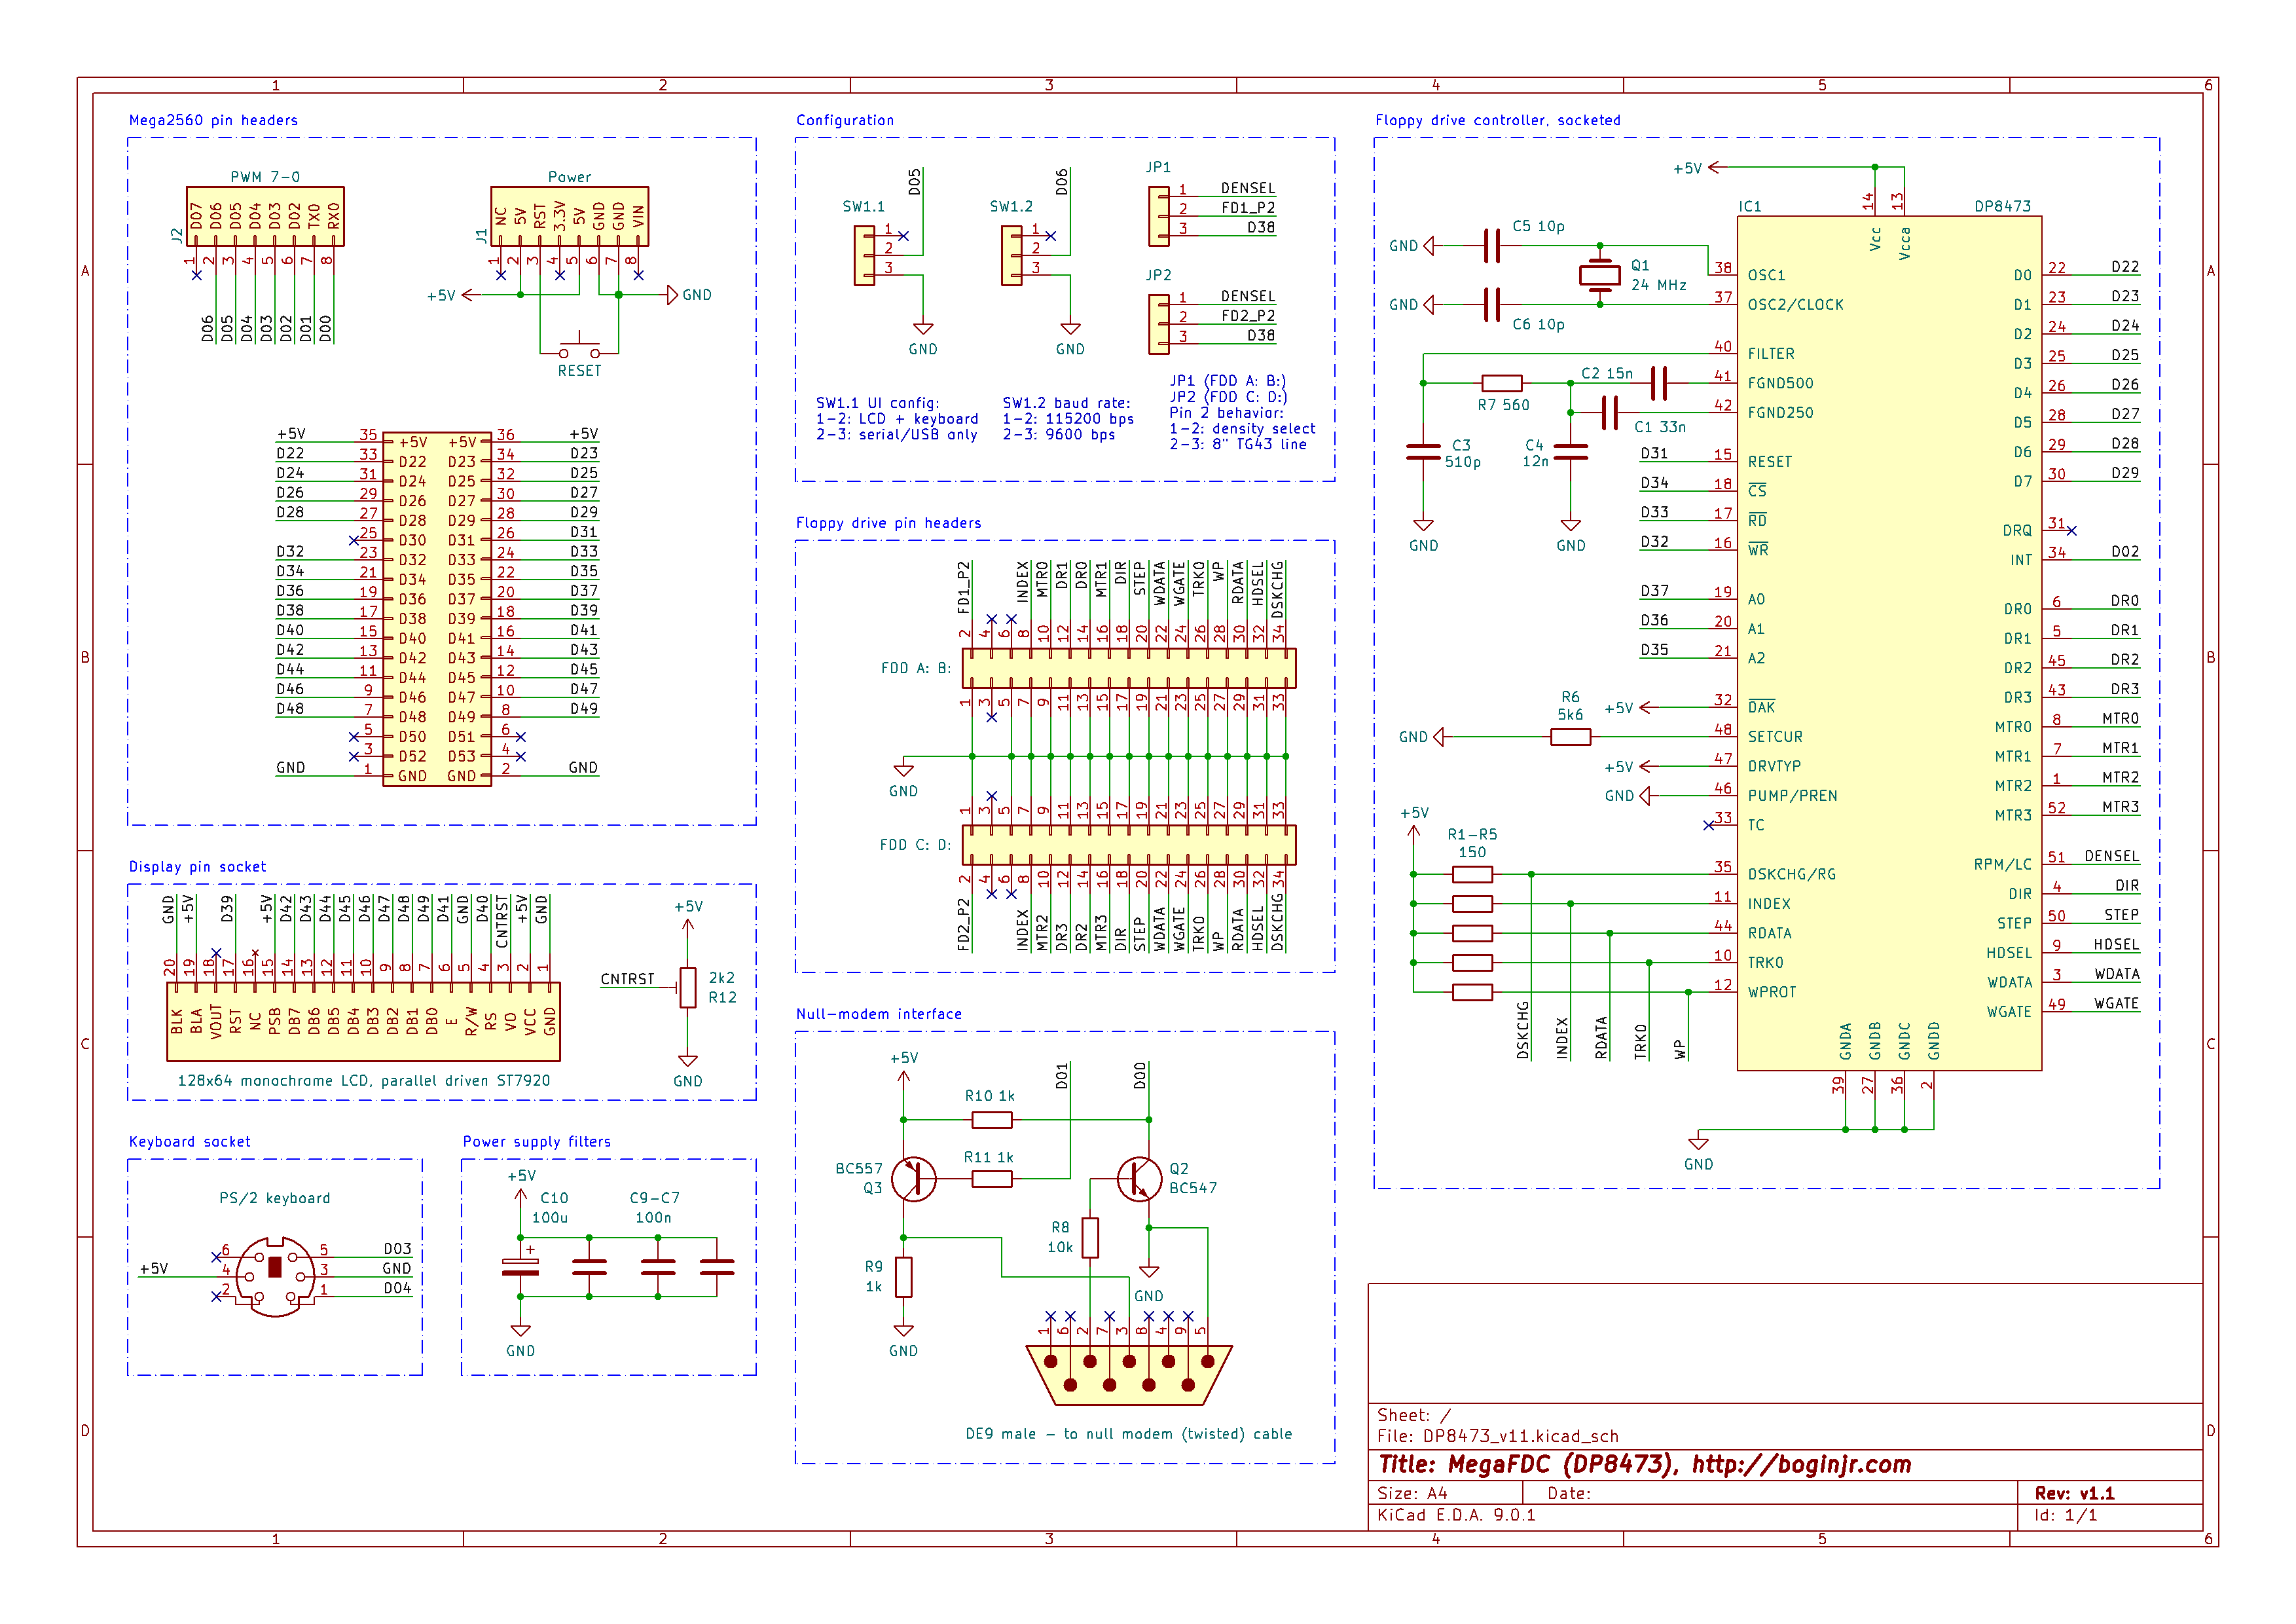 1 2 3 4 5 6
A
B
C
D
Mega2560 pin headers
PWM 7-0
J2
D07 D06 D05 D04 D03 D02 TX0 RX0
1 2 3 4 5 6 7 8
D06 D05 D04 D03 D02 D01 D00
Power
J1
NC 5V RST 3.3V 5V GND GND VIN
1 2 3 4 5 6 7 8
+5V
GND
RESET
+5V 35 +5V +5V 36 +5V
D22 33 D22 D23 34 D23
D24 31 D24 D25 32 D25
D26 29 D26 D27 30 D27
D28 27 D28 D29 28 D29
25 D30 D31 26 D31
D32 23 D32 D33 24 D33
D34 21 D34 D35 22 D35
D36 19 D36 D37 20 D37
D38 17 D38 D39 18 D39
D40 15 D40 D41 16 D41
D42 13 D42 D43 14 D43
D44 11 D44 D45 12 D45
D46 9 D46 D47 10 D47
D48 7 D48 D49 8 D49
5 D50 D51 6
3 D52 D53 4
GND 1 GND GND 2 GND
Display pin socket
GND +5V D39 +5V D42 D43 D44 D45 D46 D47 D48 D49 D41 GND D40 CNTRST +5V GND
20 19 18 17 16 15 14 13 12 11 10 9 8 7 6 5 4 3 2 1
BLK BLA VOUT RST NC PSB DB7 DB6 DB5 DB4 DB3 DB2 DB1 DB0 E R/W RS VO VCC GND
128x64 monochrome LCD, parallel driven ST7920
+5V
CNTRST
2k2
R12
GND
Keyboard socket
PS/2 keyboard
6 5 D03
+5V 4 3 GND
2 1 D04
Power supply filters
+5V
C10
100u
C9-C7
100n
+
GND
Configuration
SW1.1
D05
1
2
3
GND
SW1.2
D06
1
2
3
GND
JP1
1 DENSEL
2 FD1_P2
3 D38
JP2
1 DENSEL
2 FD2_P2
3 D38
SW1.1 UI config:
1-2: LCD + keyboard
2-3: serial/USB only
SW1.2 baud rate:
1-2: 115200 bps
2-3: 9600 bps
JP1 (FDD A: B:)
JP2 (FDD C: D:)
Pin 2 behavior:
1-2: density select
2-3: 8" TG43 line
Floppy drive pin headers
FD1_P2 INDEX MTR0 DR1 DR0 MTR1 DIR STEP WDATA WGATE TRK0 WP RDATA HDSEL DSKCHG
2 4 6 8 10 12 14 16 18 20 22 24 26 28 30 32 34
FDD A: B:
1 3 5 7 9 11 13 15 17 19 21 23 25 27 29 31 33
GND
1 3 5 7 9 11 13 15 17 19 21 23 25 27 29 31 33
FDD C: D:
2 4 6 8 10 12 14 16 18 20 22 24 26 28 30 32 34
FD2_P2 INDEX MTR2 DR3 DR2 MTR3 DIR STEP WDATA WGATE TRK0 WP RDATA HDSEL DSKCHG
Null-modem interface
+5V
D01
D00
R10 1k
BC557
Q3
R11 1k
Q2
BC547
R8
10k
R9
1k
GND
GND
1 6 2 7 3 8 4 9 5
DE9 male - to null modem (twisted) cable
Floppy drive controller, socketed
+5V
14 13
IC1
DP8473
Vcc Vcca
GND C5 10p
Q1
24 MHz
GND C6 10p
38 OSC1
37 OSC2/CLOCK
40 FILTER
41 FGND500
42 FGND250
C2 15n
R7 560
C1 33n
C3
510p
C4
12n
GND
GND
D31 15 RESET
D34 18 CS
D33 17 RD
D32 16 WR
D37 19 A0
D36 20 A1
D35 21 A2
+5V 32 DAK
R6
5k6
GND 48 SETCUR
+5V 47 DRVTYP
GND 46 PUMP/PREN
33 TC
+5V
R1-R5
150
35 DSKCHG/RG
11 INDEX
44 RDATA
10 TRK0
12 WPROT
DSKCHG INDEX RDATA TRK0 WP
D0 22 D22
D1 23 D23
D2 24 D24
D3 25 D25
D4 26 D26
D5 28 D27
D6 29 D28
D7 30 D29
DRQ 31
INT 34 D02
DR0 6 DR0
DR1 5 DR1
DR2 45 DR2
DR3 43 DR3
MTR0 8 MTR0
MTR1 7 MTR1
MTR2 1 MTR2
MTR3 52 MTR3
RPM/LC 51 DENSEL
DIR 4 DIR
STEP 50 STEP
HDSEL 9 HDSEL
WDATA 3 WDATA
WGATE 49 WGATE
GNDA GNDB GNDC GNDD
39 27 36 2
GND
Sheet: /
File: DP8473_v11.kicad_sch
Title: MegaFDC (DP8473), http://boginjr.com
Size: A4 Date: Rev: v1.1
KiCad E.D.A. 9.0.1 Id: 1/1
A
B
C
D
1 2 3 4 5 6